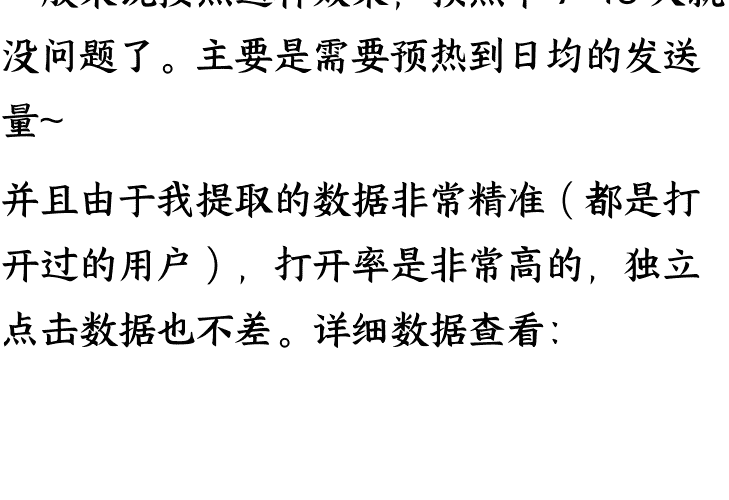 没问题了。主要是需要预热到日均的发送
量~
并且由于我提取的数据非常精准（都是打
开过的用户），打开率是非常高的，独立
点击数据也不差。详细数据查看：